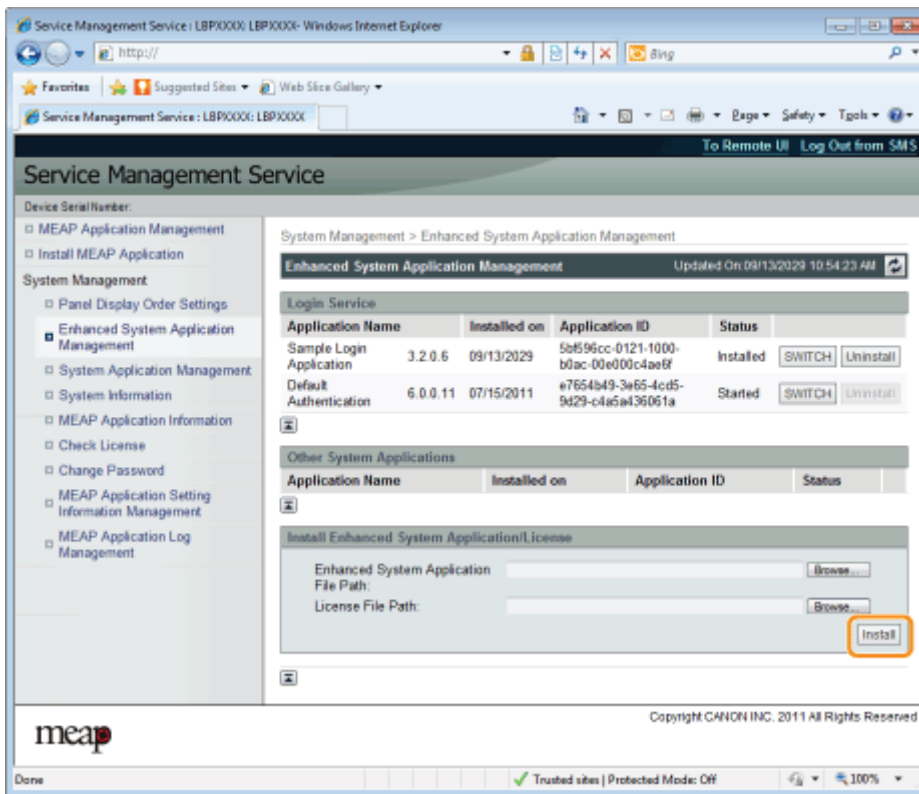 Service Management Service : LBPXXXX: LBPXXXX- Windows Internet Explorer
http://
Bing
Favorites Suggested Sites Web Slice Gallery
Service Management Service : LBPXXXX: LBPXXXX
Page Safety Tools
To Remote UI Log Out from SMS
Service Management Service
Device Serial Number:
MEAP Application Management
Install MEAP Application
System Management
Panel Display Order Settings
Enhanced System Application
Management
System Application Management
System Information
MEAP Application Information
Check License
Change Password
MEAP Application Setting
Information Management
MEAP Application Log
Management
System Management > Enhanced System Application Management
Enhanced System Application Management Updated On:09/13/2029 10:54:23 AM
Login Service
Application Name Installed on Application ID Status
Sample Login
Application 3.2.0.6 09/13/2029 5bf596cc-0121-1000-
b0ac-00e000c4ae6f Installed SWITCH Uninstall
Default
Authentication 6.0.0.11 07/15/2011 e7654b49-3e65-4cd5-
9d29-c4a5a436061a Started SWITCH Uninstall
Other System Applications
Application Name Installed on Application ID Status
Install Enhanced System Application/License
Enhanced System Application
File Path: Browse...
License File Path: Browse...
Install
Copyright CANON INC. 2011 All Rights Reserved
meap
Done Trusted sites | Protected Mode: Off 100%